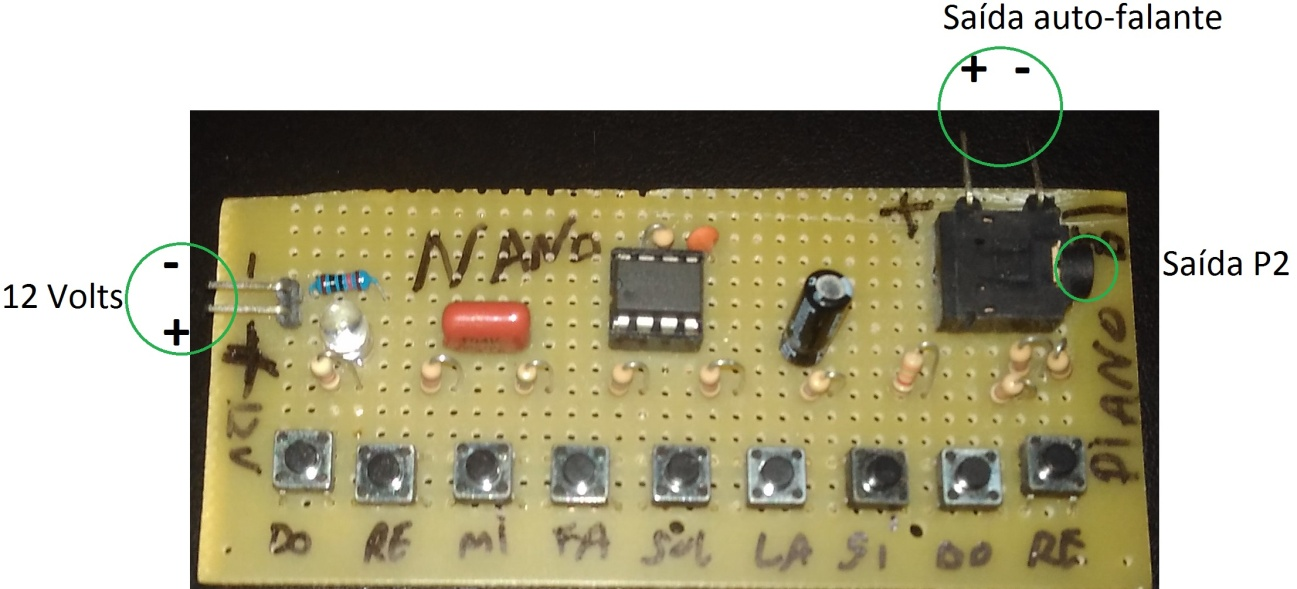 Saída auto-falante
+ -
+
NANO
-
12 Volts
+
-
+
12V
Saída P2
PIANO
DO RE MI FA SOL LA SI DO RE